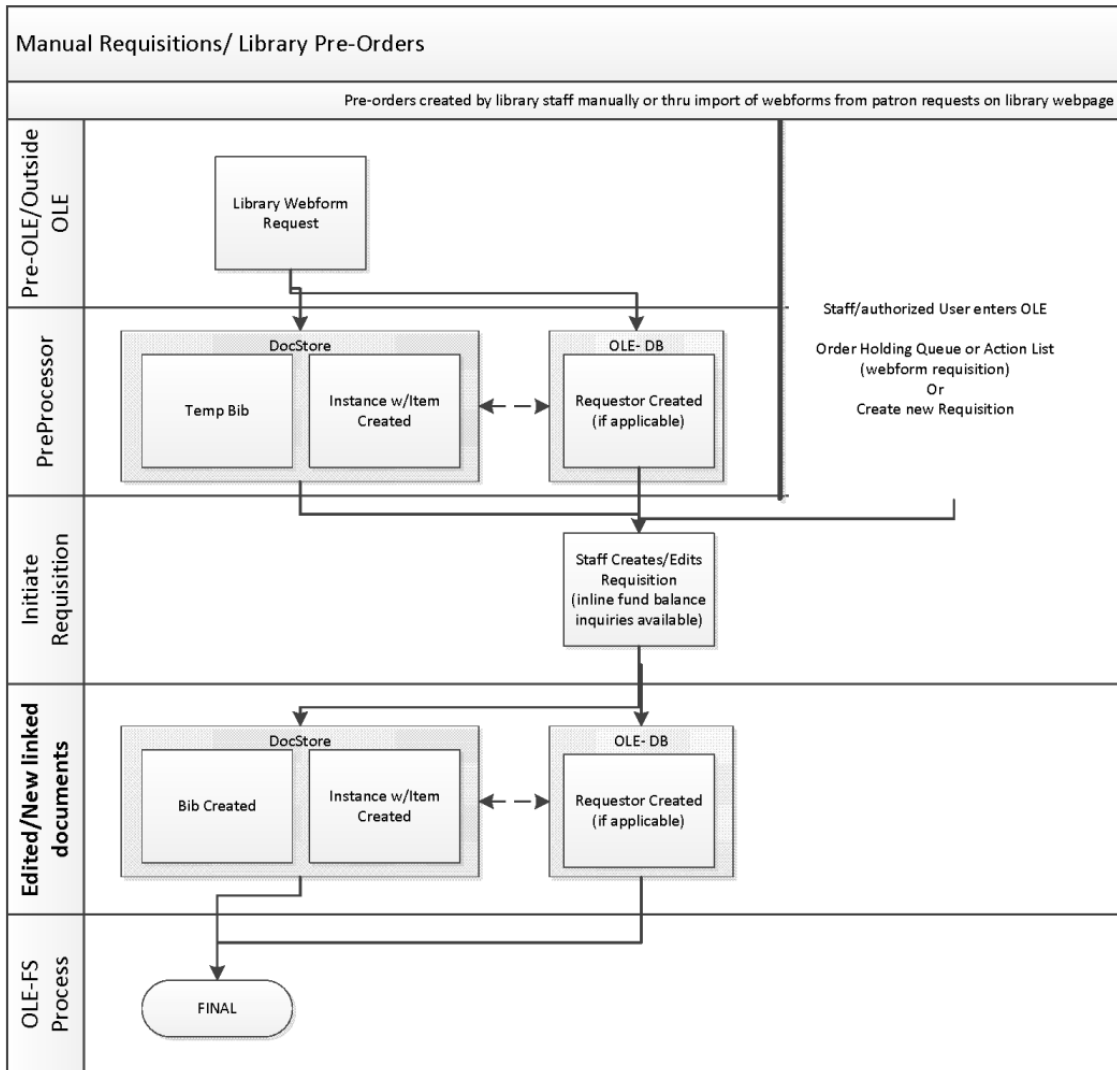 Manual Requisitions/ Library Pre-Orders
Pre-orders created by library staff manually or thru import of webforms from patron requests on library webpage
Pre-OLE/Outside
OLE
Library Webform
Request
PreProcessor
DocStore
Temp Bib
Instance w/Item
Created
OLE- DB
Requestor Created
(if applicable)
Staff/authorized User enters OLE
Order Holding Queue or Action List
(webform requisition)
Or
Create new Requisition
Initiate
Requisition
Staff Creates/Edits
Requisition
(inline fund balance
inquiries available)
Edited/New linked
documents
DocStore
Bib Created
Instance w/Item
Created
OLE- DB
Requestor Created
(if applicable)
OLE-FS
Process
FINAL